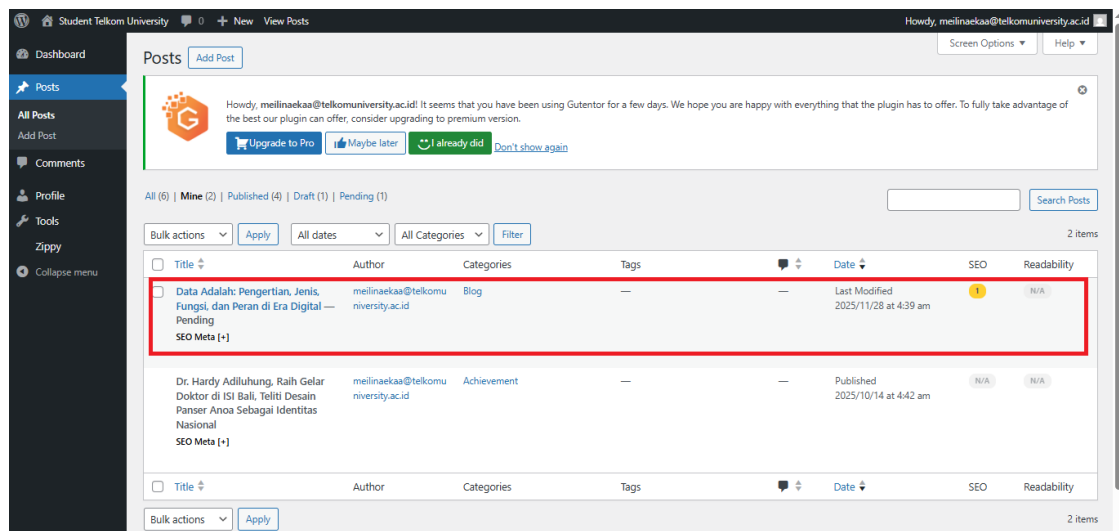 Student Telkom University 0 + New View Posts Howdy, meilinaekaa@telkomuniversity.ac.id
Screen Options ▼ Help ▼
Dashboard
Posts
All Posts
Add Post
Comments
Profile
Tools
Zippy
Collapse menu
Posts Add Post
Howdy, meilinaekaa@telkomuniversity.ac.id! It seems that you have been using Gutentor for a few days. We hope you are happy with everything that the plugin has to offer. To fully take advantage of
the best our plugin can offer, consider upgrading to premium version.
Upgrade to Pro Maybe later I already did Don't show again
All (6) | Mine (2) | Published (4) | Draft (1) | Pending (1)
Search Posts
Bulk actions Apply All dates All Categories Filter 2 items
Title Author Categories Tags Date SEO Readability
Data Adalah: Pengertian, Jenis, meilinaekaa@telkomu Blog — — Last Modified 1 N/A
Fungsi, dan Peran di Era Digital — niversity.ac.id 2025/11/28 at 4:39 am
Pending
SEO Meta [+]
Dr. Hardy Adiluhung, Raih Gelar meilinaekaa@telkomu Achievement — — Published N/A N/A
Doktor di ISI Bali, Teliti Desain niversity.ac.id 2025/10/14 at 4:42 am
Panser Anoa Sebagai Identitas
Nasional
SEO Meta [+]
Title Author Categories Tags Date SEO Readability
Bulk actions Apply 2 items